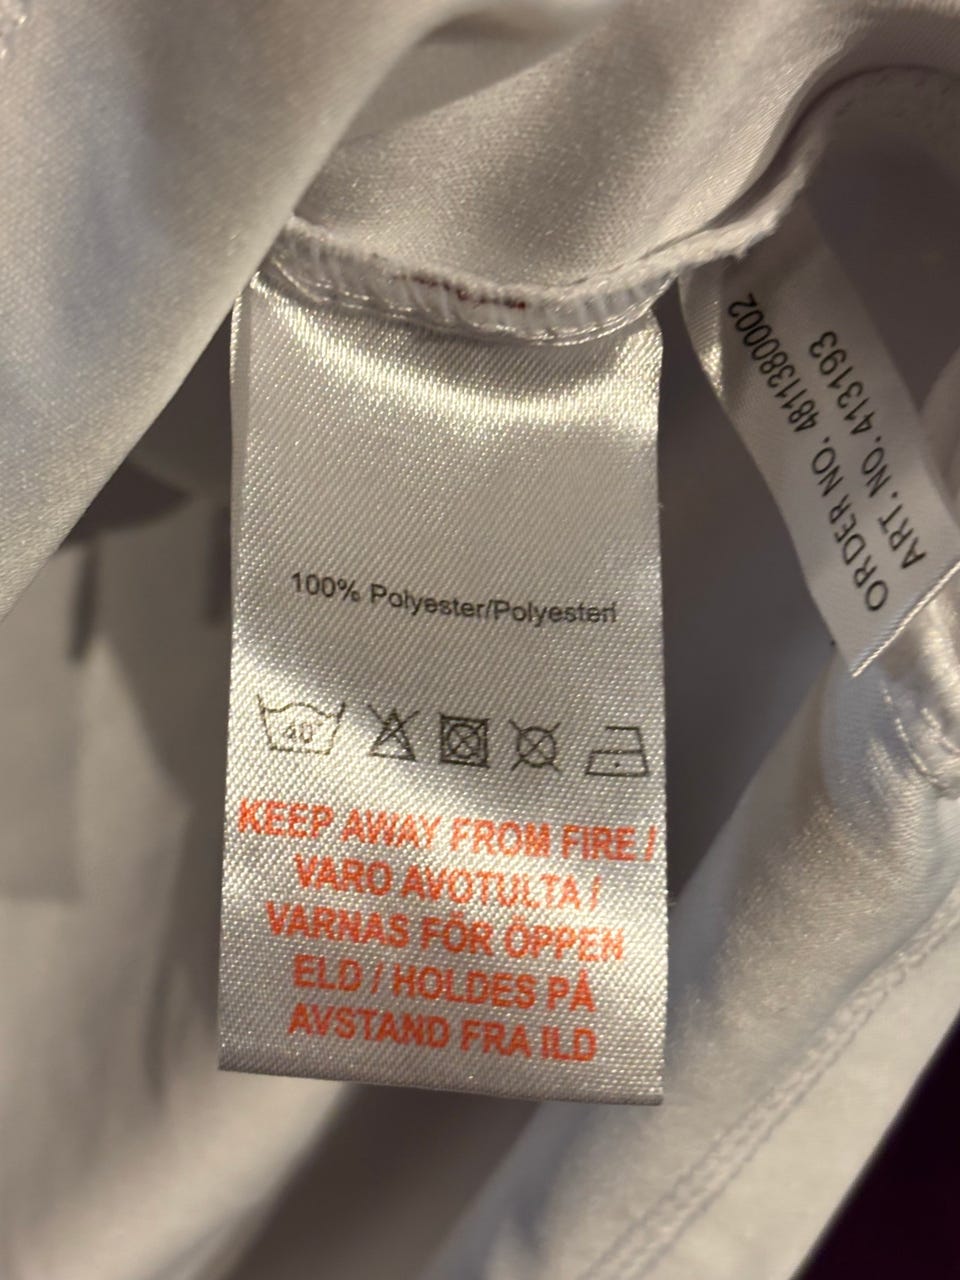 100% Polyester/Polyesteri
40
KEEP AWAY FROM FIRE /
VARO AVOTULTA /
VARNAS FÖR ÖPPEN
ELD / HOLDES PÅ
AVSTAND FRA ILD
ORDER NO. 4811380002
ART. NO. 413193